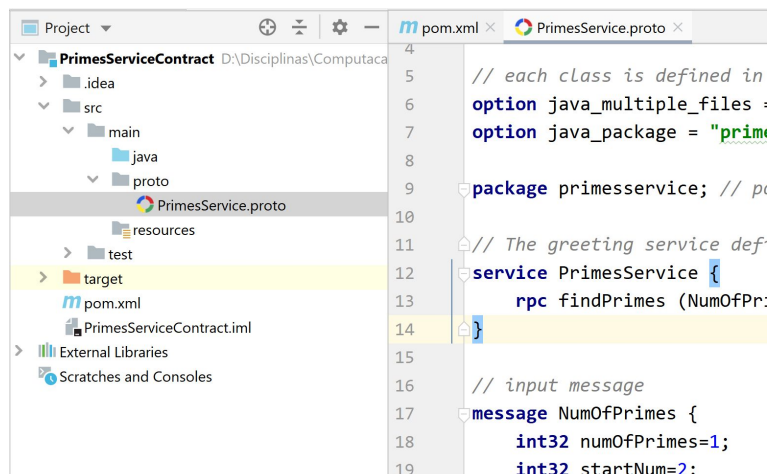 Project
PrimesServiceContract D:\Disciplinas\Computaca
.idea
src
main
java
proto
PrimesService.proto
resources
test
target
pom.xml
PrimesServiceContract.iml
External Libraries
Scratches and Consoles
pom.xml
PrimesService.proto
4
5 // each class is defined in
6 option java_multiple_files =
7 option java_package = "prime
8
9 package primesservice; // p
10
11 // The greeting service def
12 service PrimesService {
13 rpc findPrimes (NumOfPri
14 }
15
16 // input message
17 message NumOfPrimes {
18 int32 numOfPrimes=1;
19 int32 startNum=2;